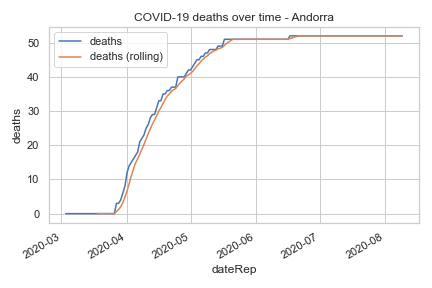 COVID-19 deaths over time - Andorra
deaths
deaths (rolling)
50
40
30
20
10
0
deaths
2020-03
2020-04
2020-05
2020-06
2020-07
2020-08
dateRep